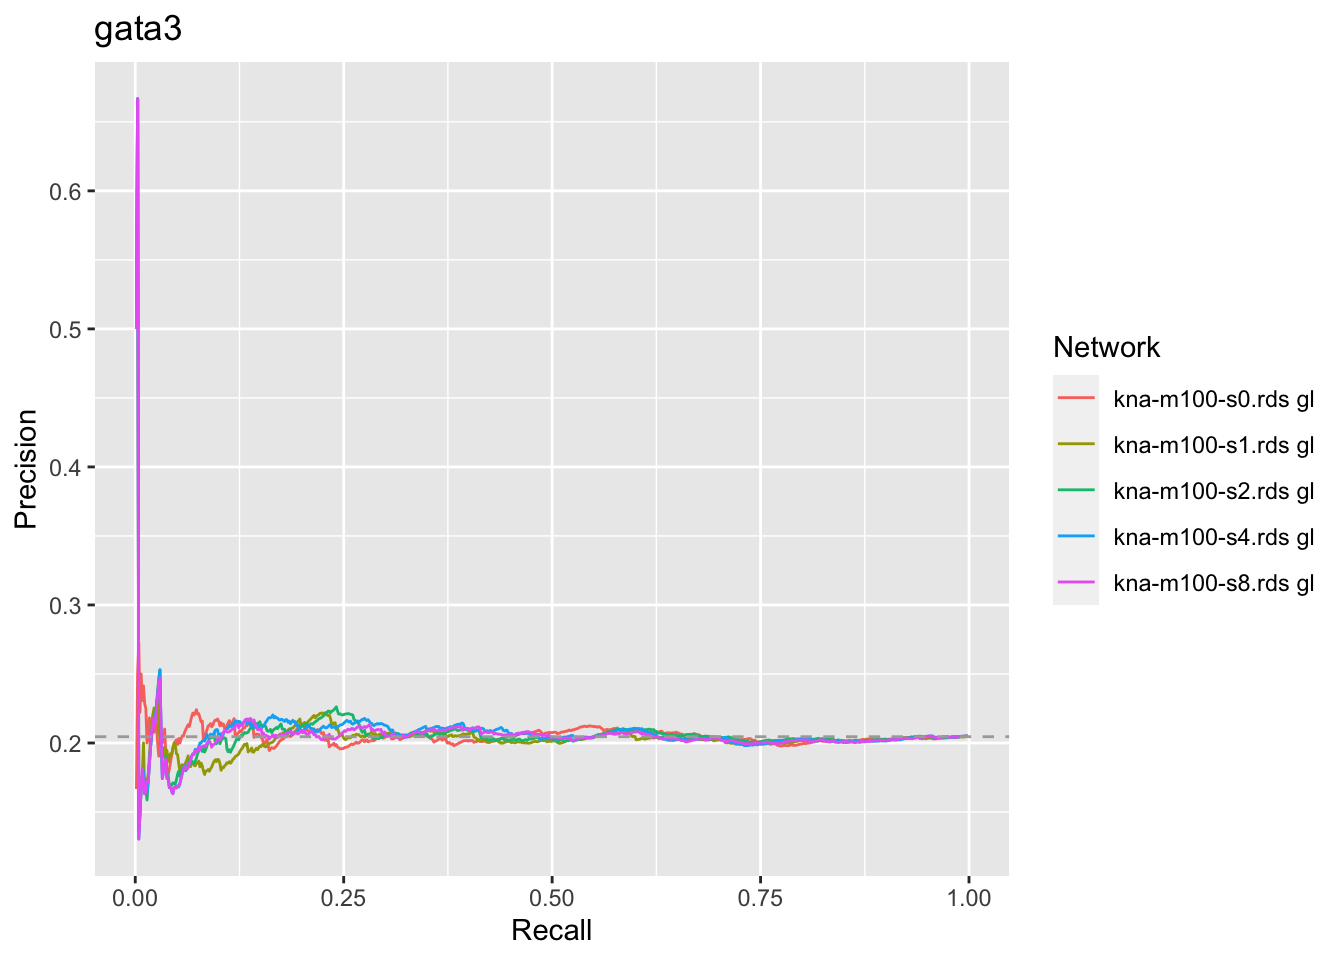 gata3
Precision
0.6
0.5
0.4
0.3
0.2
0.00 0.25 0.50 0.75 1.00
Recall
Network
kna-m100-s0.rds gl
kna-m100-s1.rds gl
kna-m100-s2.rds gl
kna-m100-s4.rds gl
kna-m100-s8.rds gl